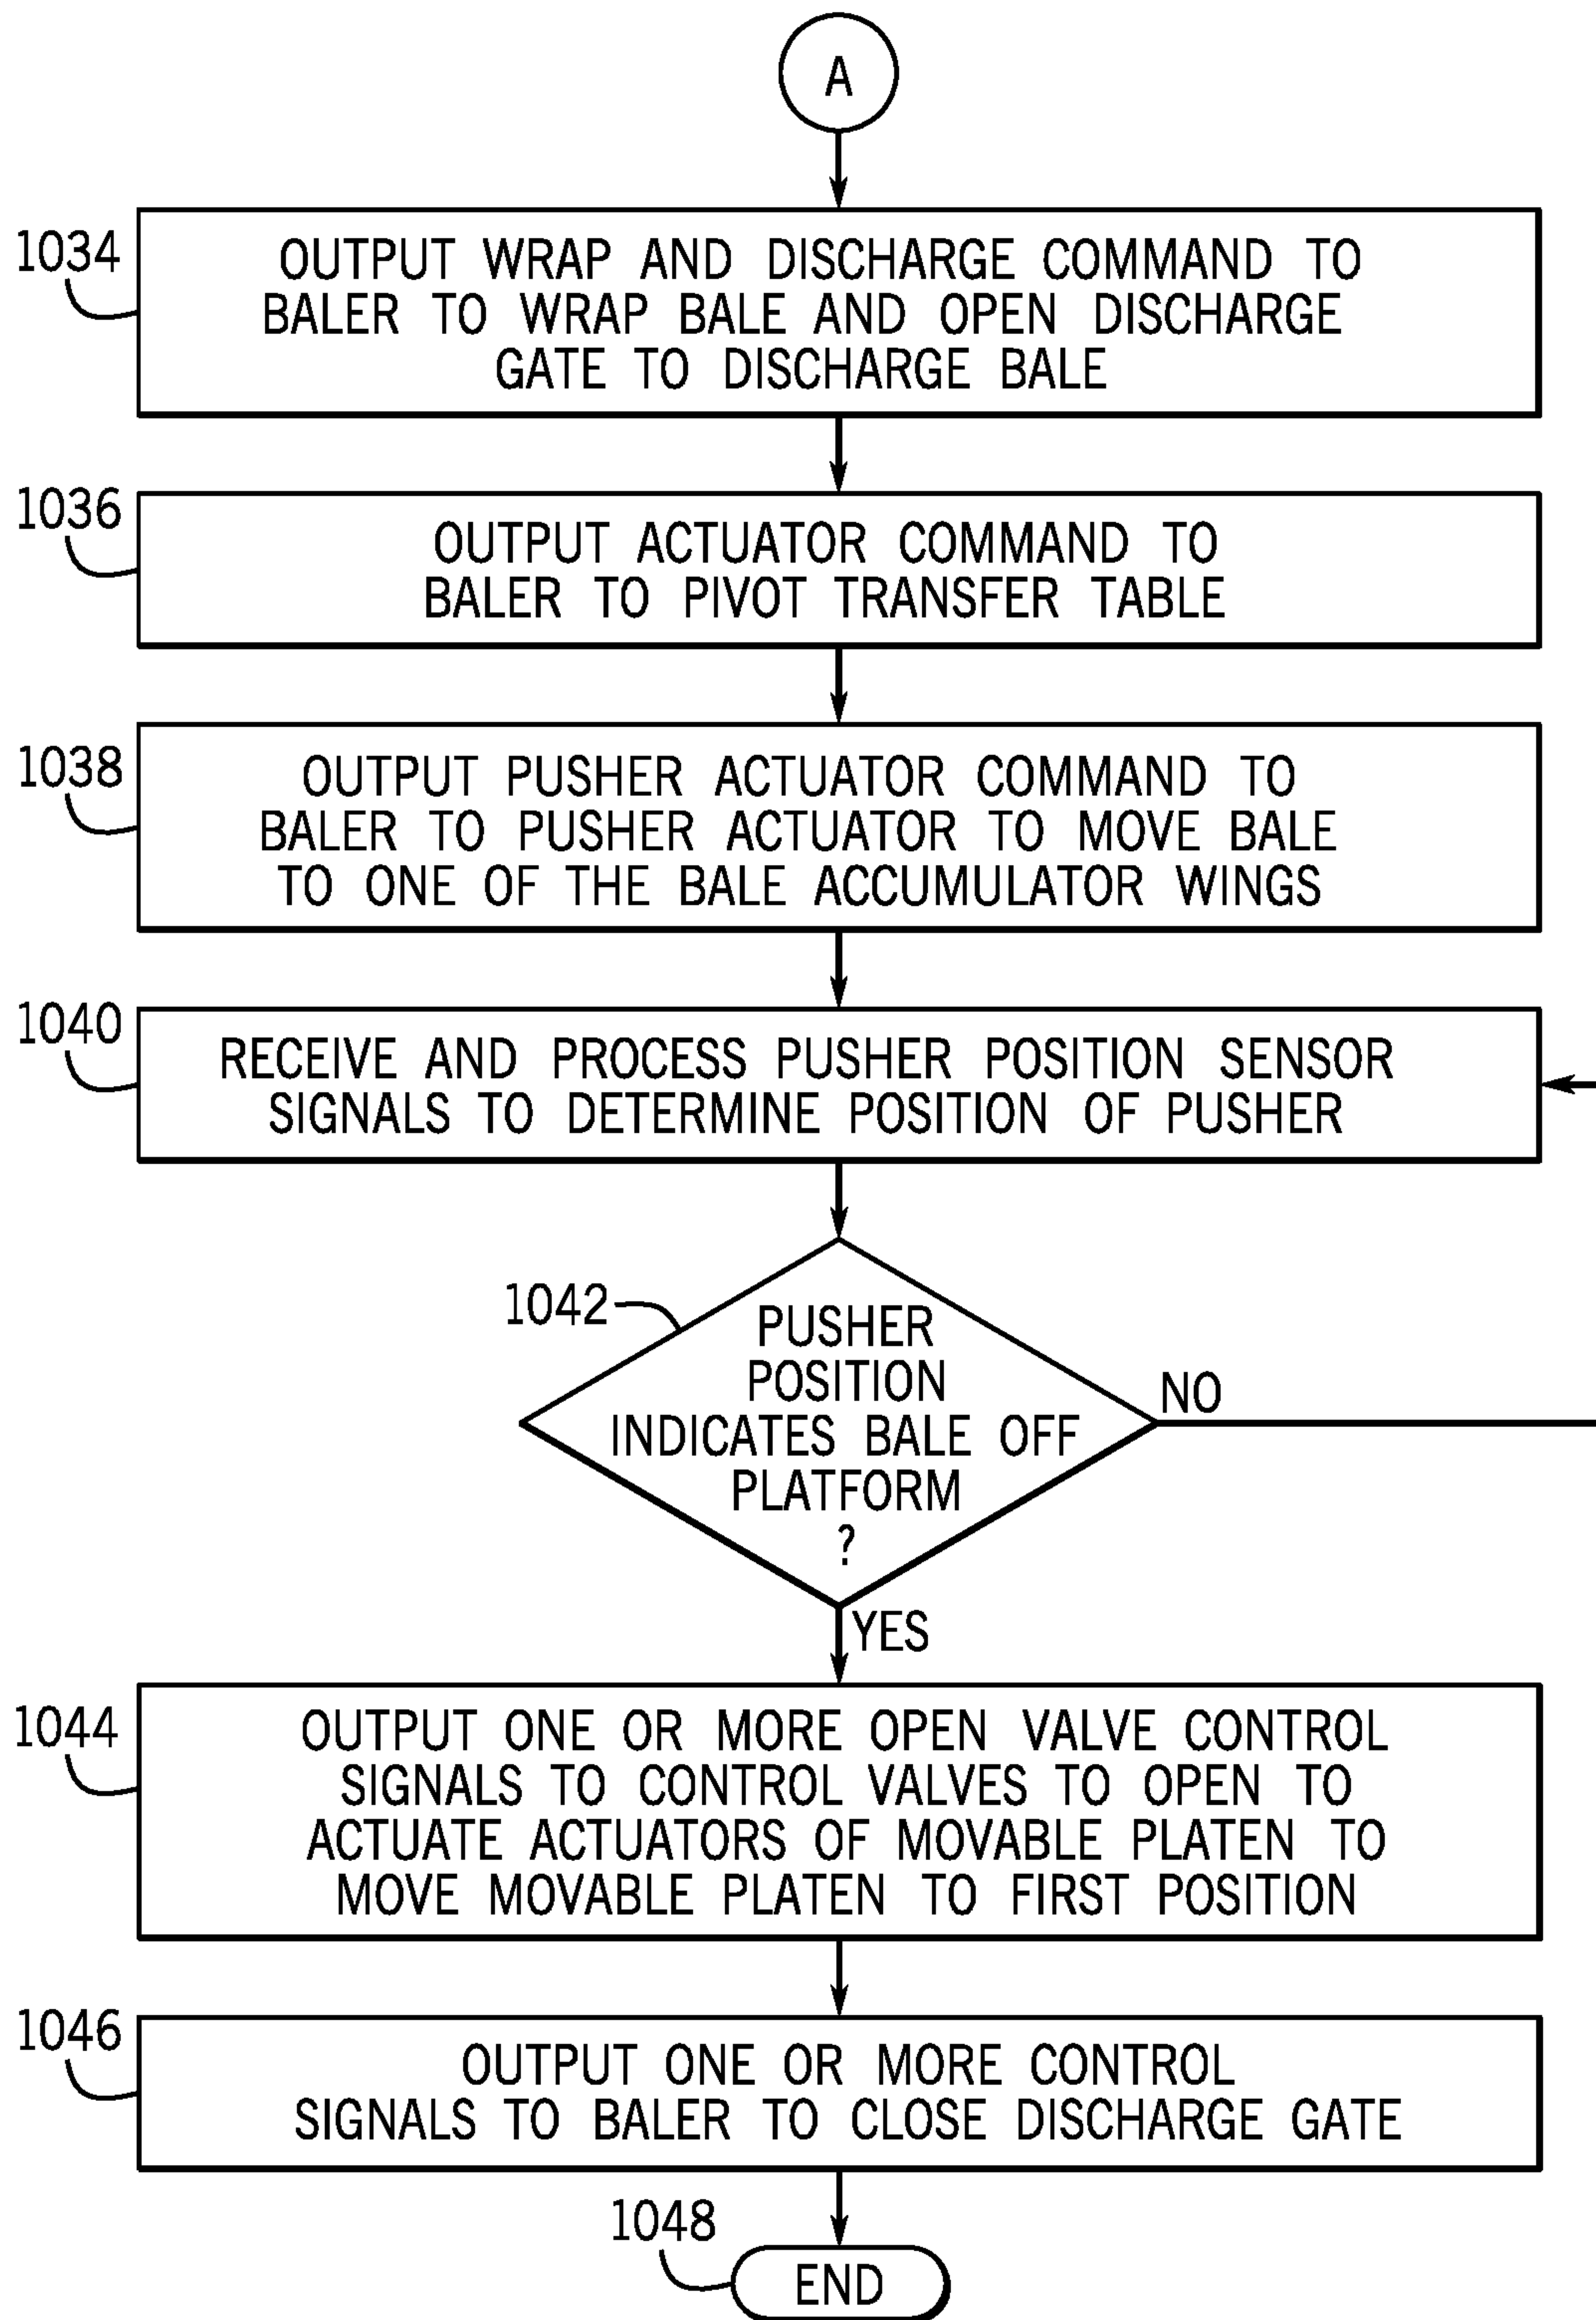 A
1034
OUTPUT WRAP AND DISCHARGE COMMAND TO
BALER TO WRAP BALE AND OPEN DISCHARGE
GATE TO DISCHARGE BALE
1036
OUTPUT ACTUATOR COMMAND TO
BALER TO PIVOT TRANSFER TABLE
1038
OUTPUT PUSHER ACTUATOR COMMAND TO
BALER TO PUSHER ACTUATOR TO MOVE BALE
TO ONE OF THE BALE ACCUMULATOR WINGS
1040
RECEIVE AND PROCESS PUSHER POSITION SENSOR
SIGNALS TO DETERMINE POSITION OF PUSHER
1042
PUSHER
POSITION
INDICATES BALE OFF
PLATFORM
?
NO
YES
1044
OUTPUT ONE OR MORE OPEN VALVE CONTROL
SIGNALS TO CONTROL VALVES TO OPEN TO
ACTUATE ACTUATORS OF MOVABLE PLATEN TO
MOVE MOVABLE PLATEN TO FIRST POSITION
1046
OUTPUT ONE OR MORE CONTROL
SIGNALS TO BALER TO CLOSE DISCHARGE GATE
1048
END